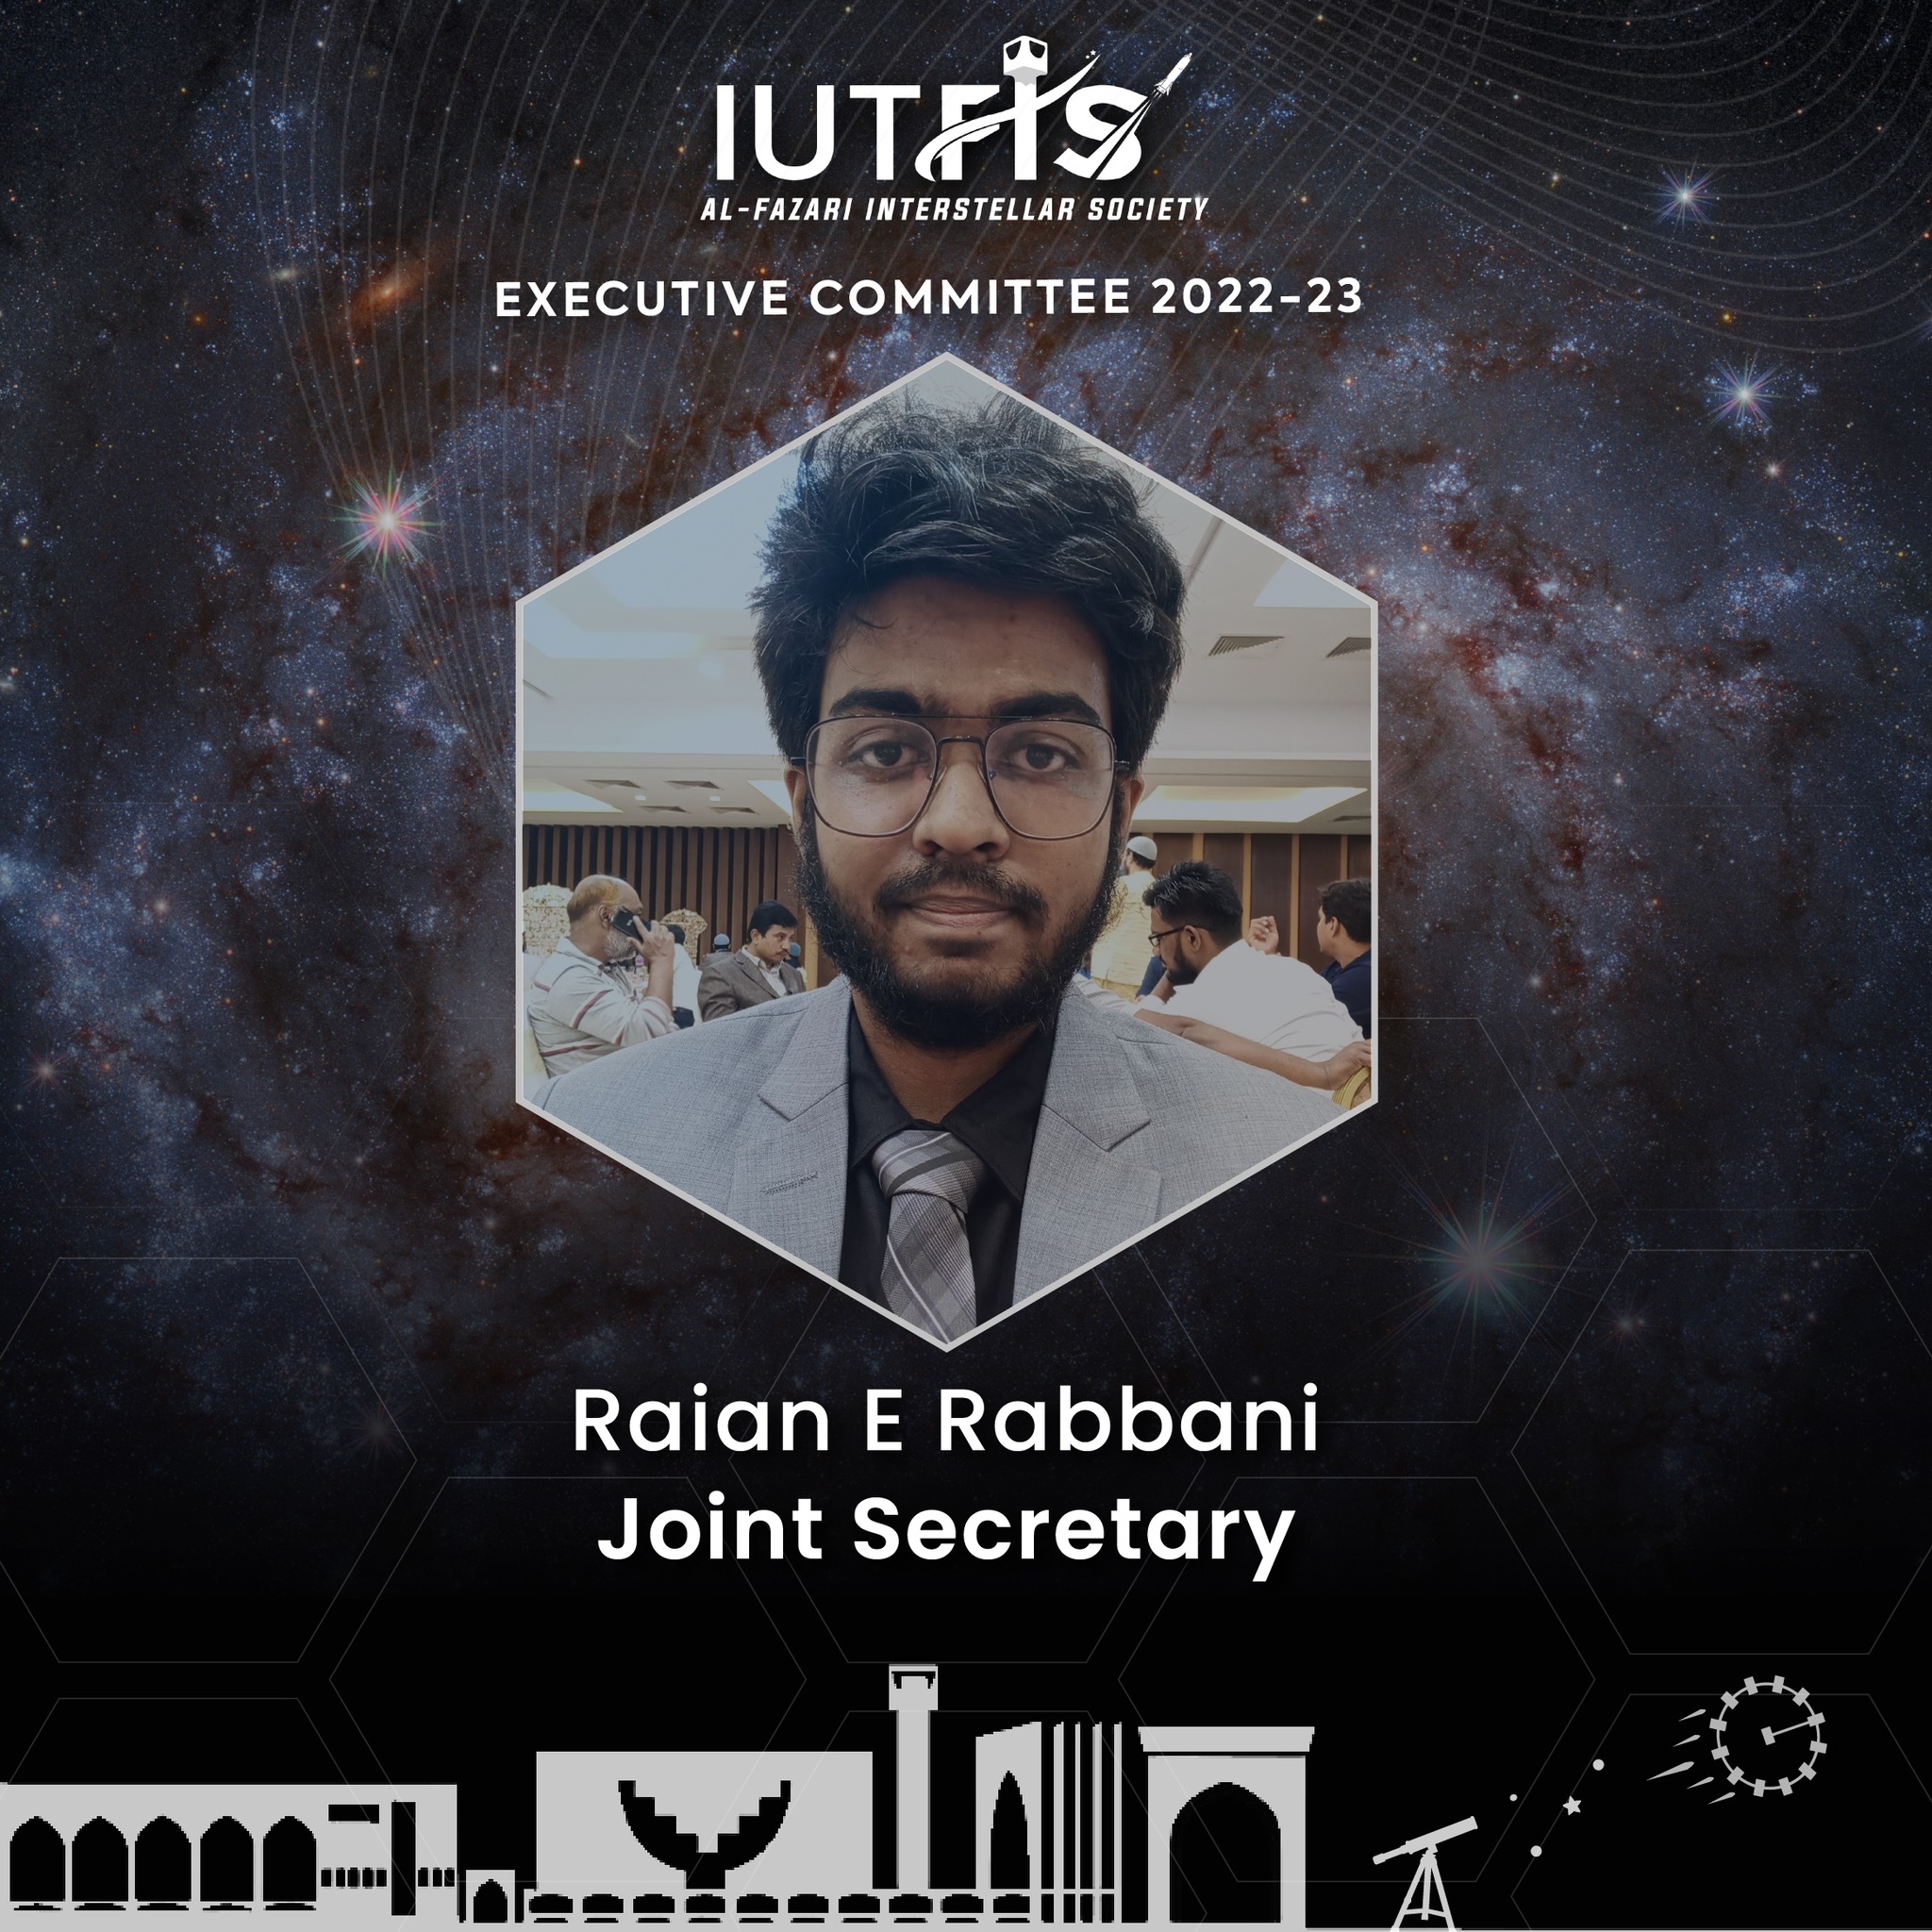 IUTFIS
AL-FAZARI INTERSTELLAR SOCIETY
EXECUTIVE COMMITTEE 2022-23
Raian E Rabbani
Joint Secretary